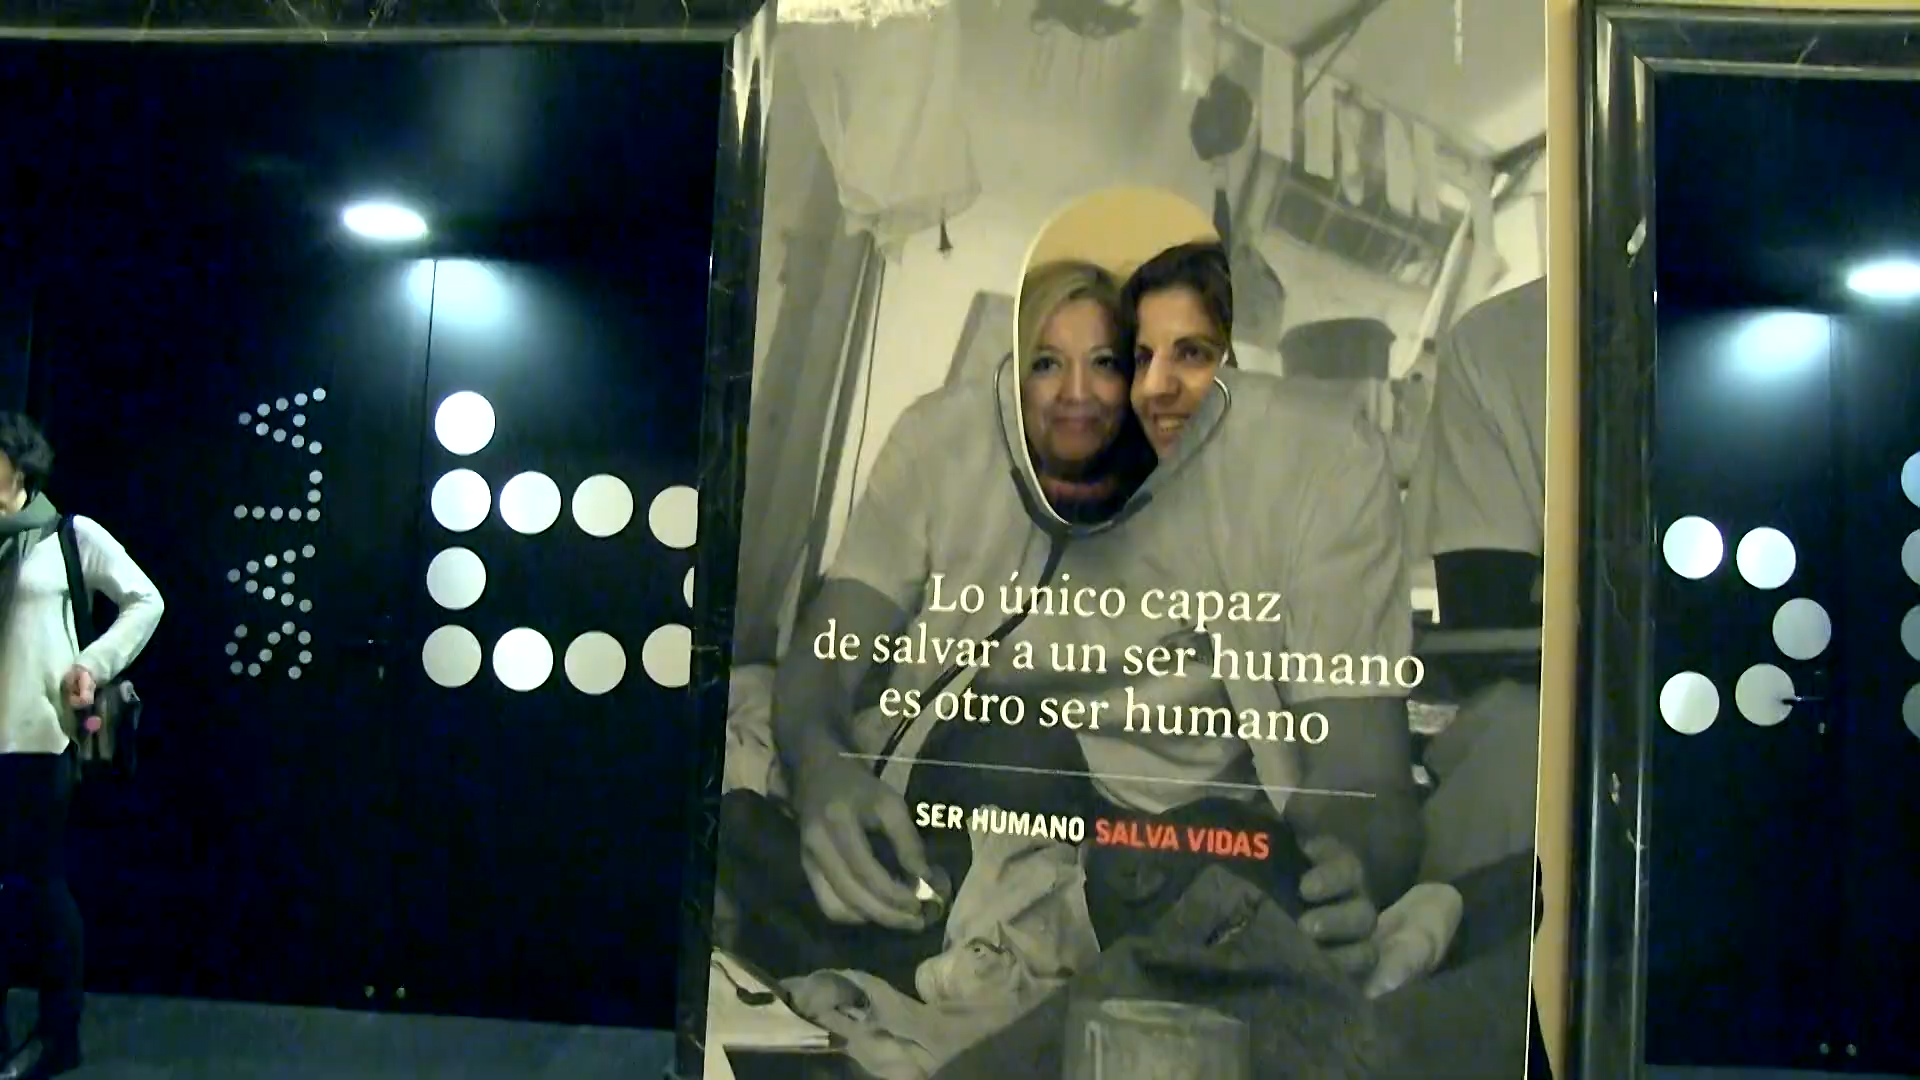 SALA
Lo único capaz
de salvar a un ser humano
es otro ser humano
SER HUMANO SALVA VIDAS